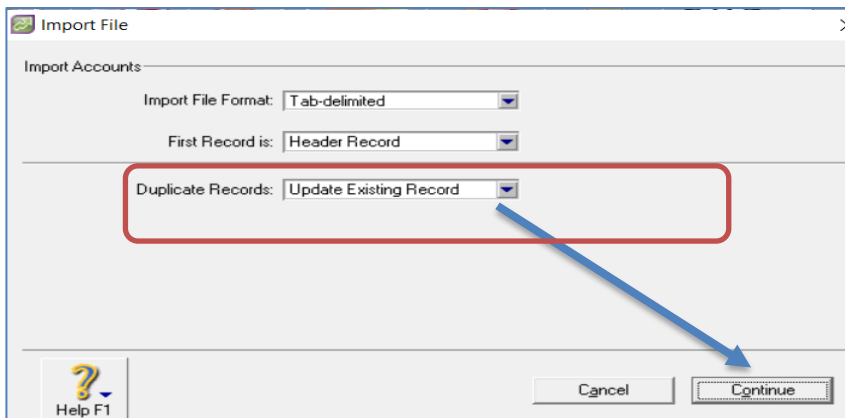 Import File
Import Accounts
Import File Format: Tab-delimited
First Record is: Header Record
Duplicate Records: Update Existing Record
Help F1
Cancel
Continue